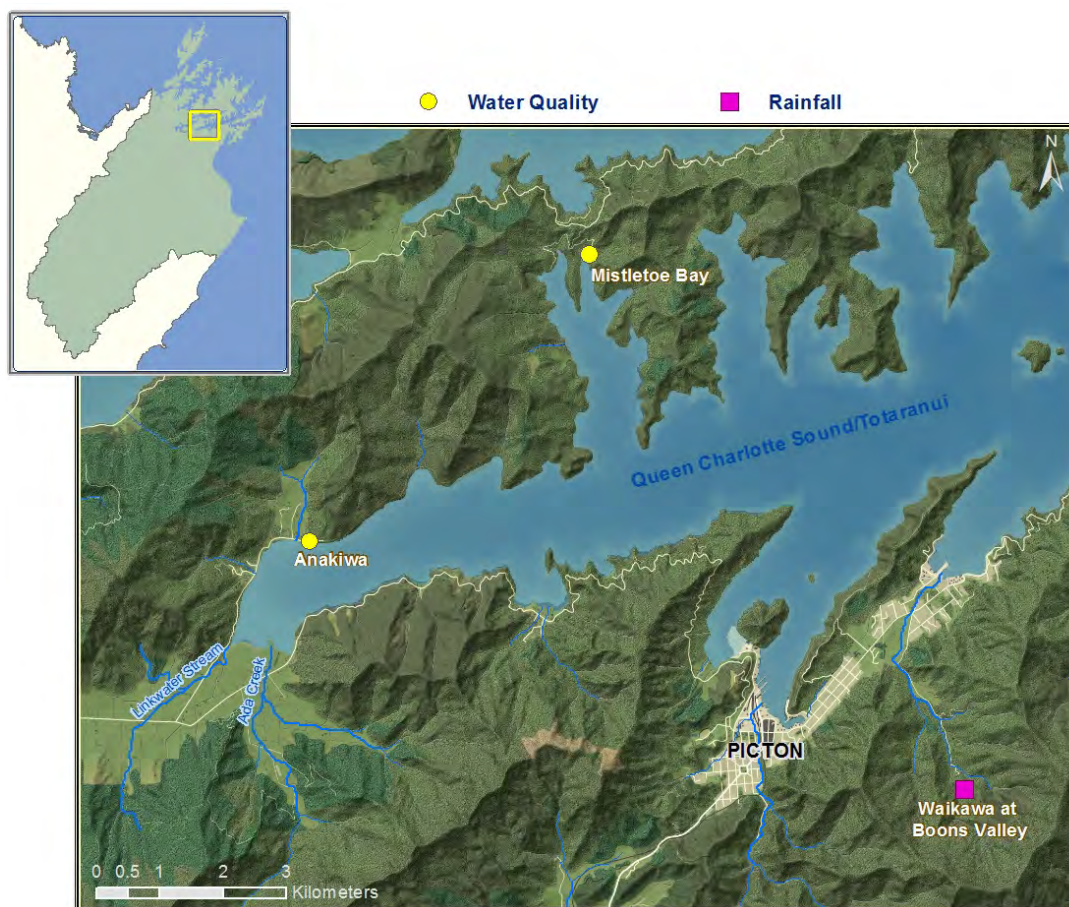 Water Quality
Rainfall
N
Mistletoe Bay
Queen Charlotte Sound/Totaranui
Anakiwa
Linkwater Stream
Ada Creek
PICTON
Waikawa at
Boons Valley
0 0.5 1 2 3
Kilometers